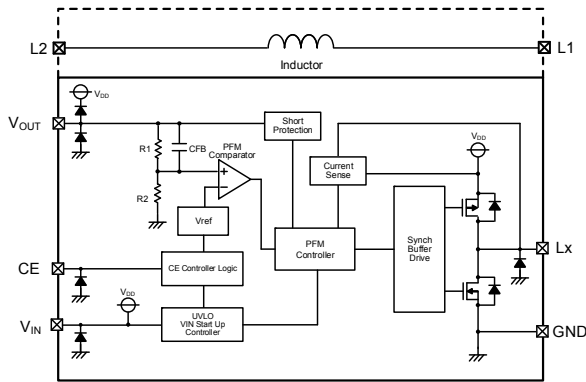 L2
L1
Inductor
VDD
VOUT
Short
Protection
R1
CFB
PFM
Comparator
VDD
Current
Sense
+
−
R2
Vref
PFM
Controller
Synch
Buffer
Drive
Lx
CE
CE Controller Logic
VDD
VIN
UVLO
VIN Start Up
Controller
GND